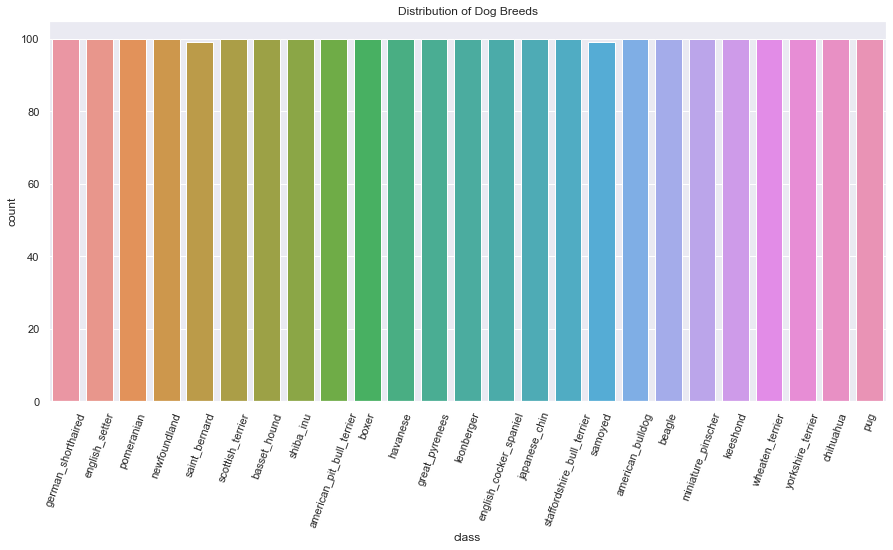 Distribution of Dog Breeds
100
80
60
40
20
0
count
german_shorthaired
english_setter
pomeranian
newfoundland
saint_bernard
scottish_terrier
basset_hound
shiba_inu
american_pit_bull_terrier
boxer
havanese
great_pyrenees
leonberger
english_cocker_spaniel
japanese_chin
staffordshire_bull_terrier
samoyed
american_bulldog
beagle
miniature_pinscher
keeshond
wheaten_terrier
yorkshire_terrier
chihuahua
pug
class